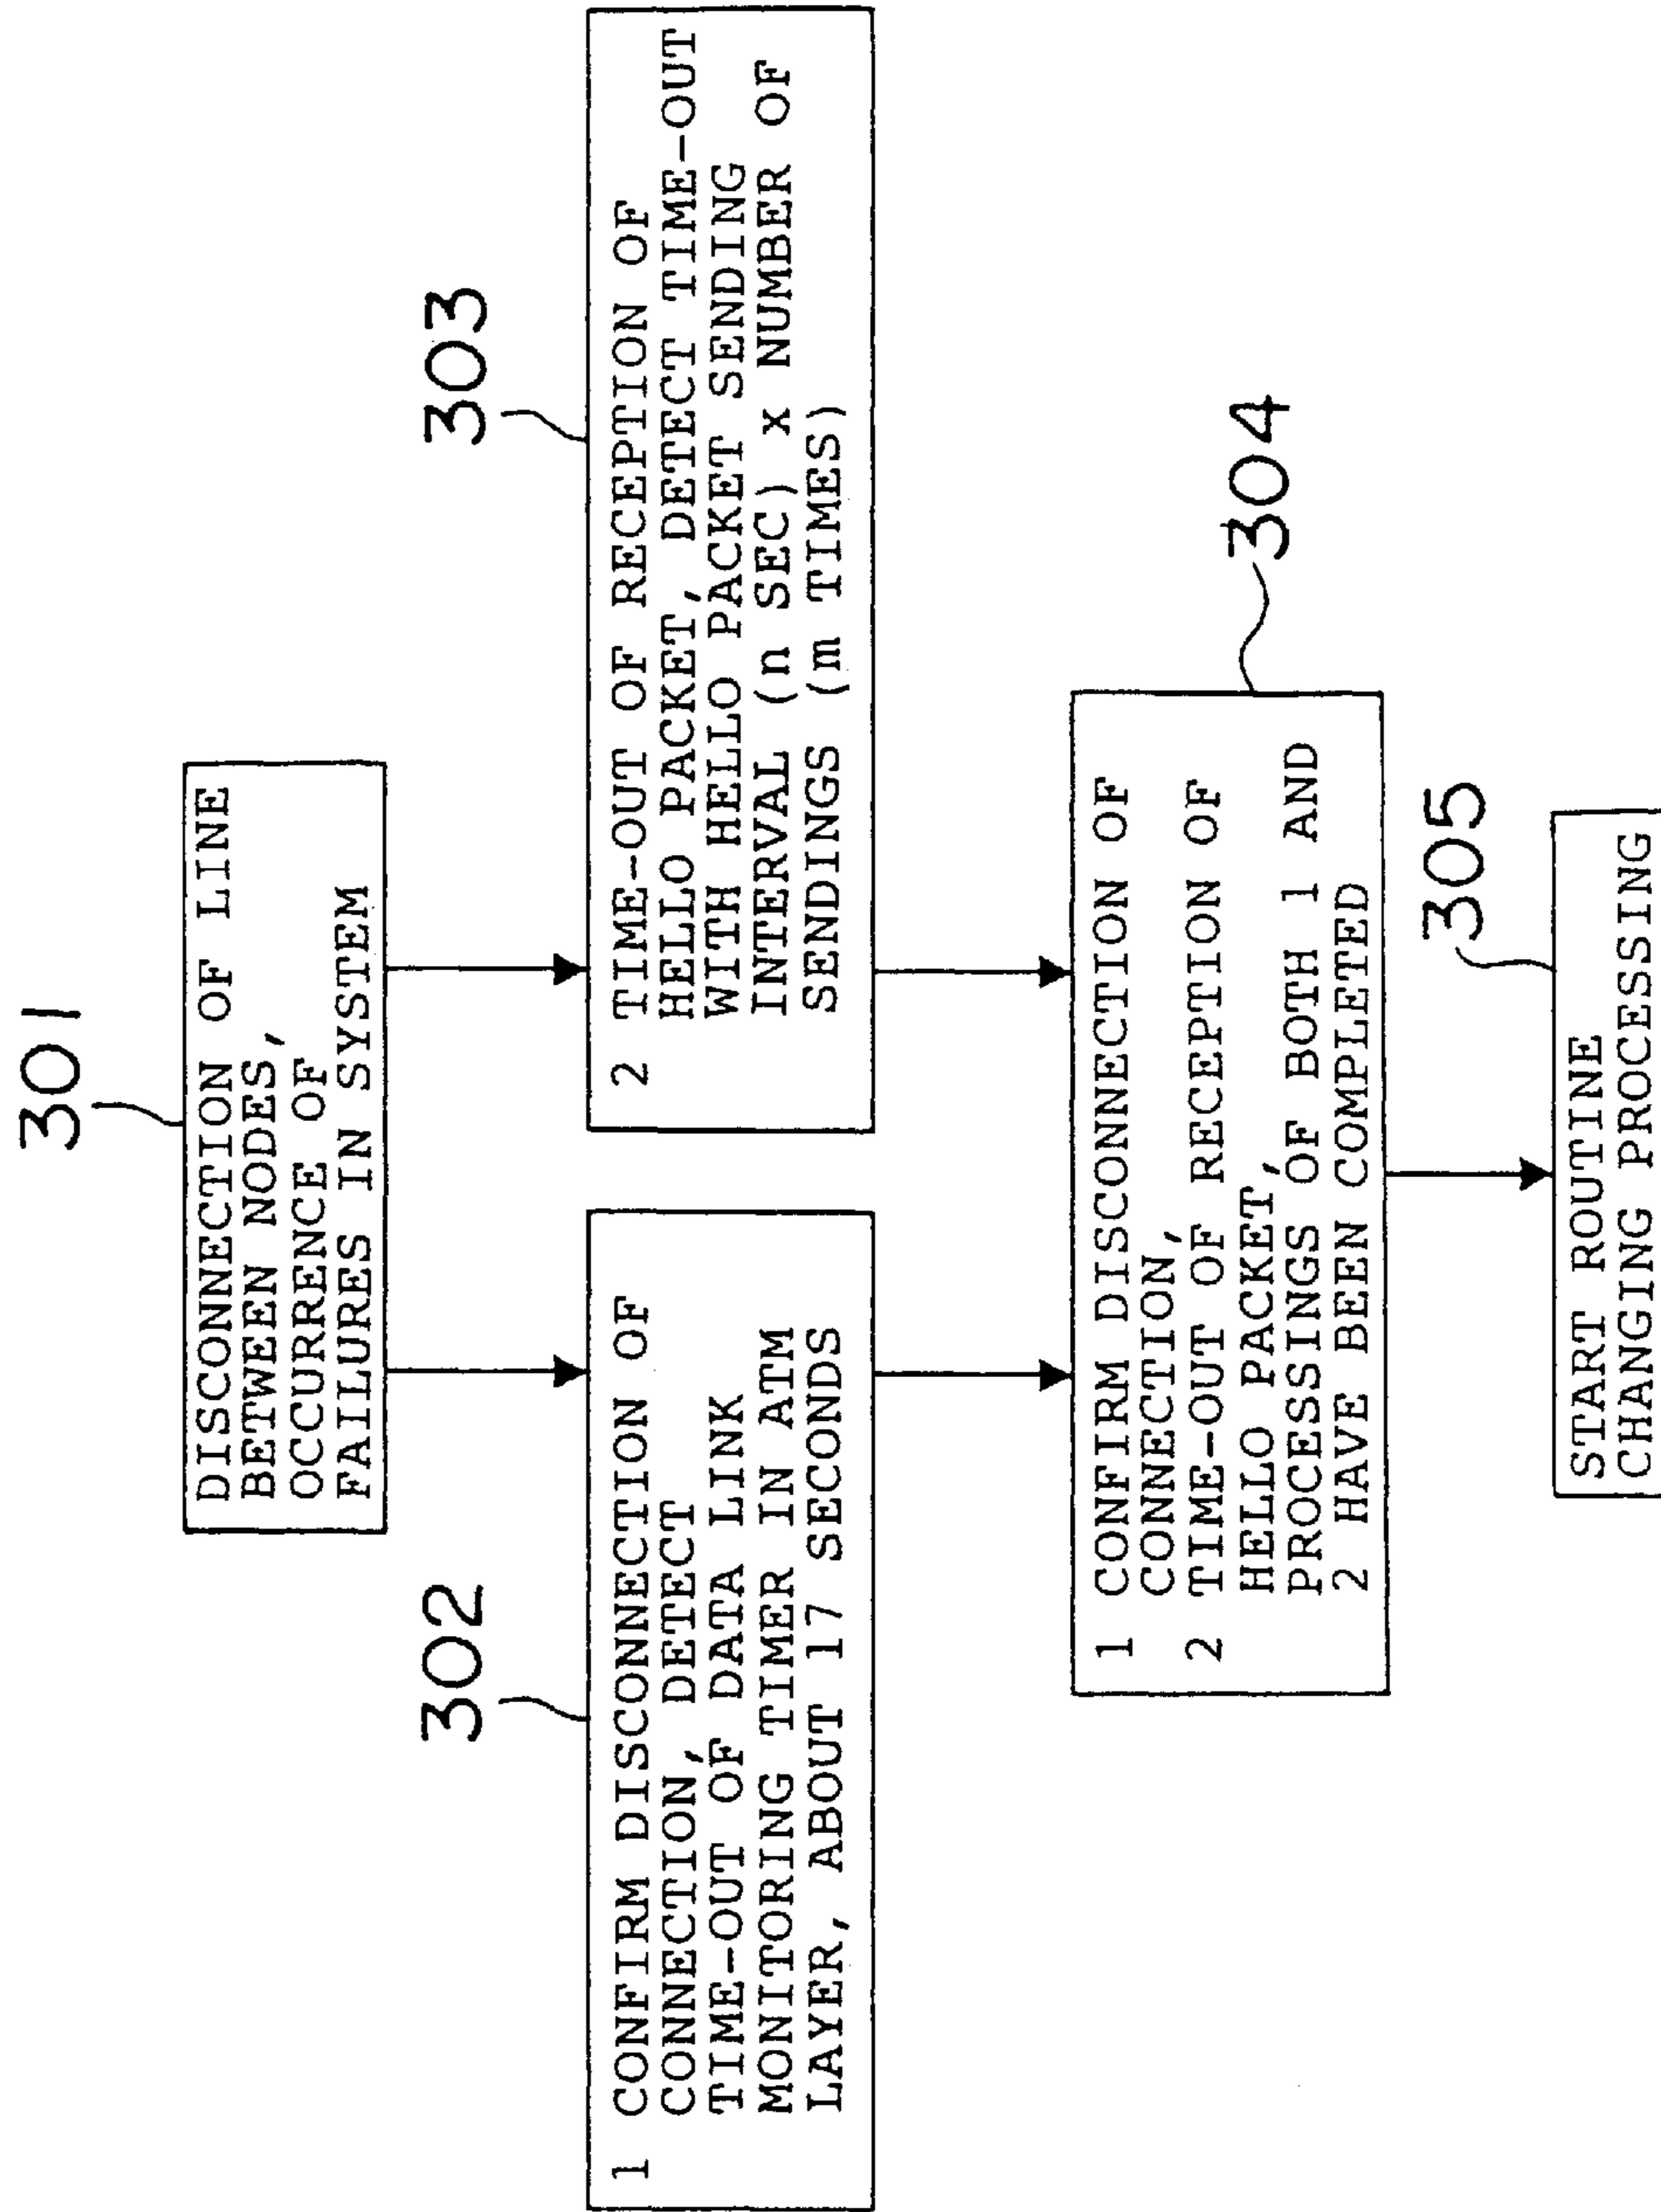 301
DISCONNECTION OF LINE
BETWEEN NODES,
OCCURRENCE OF
FAILURES IN SYSTEM
302
1 CONFIRM DISCONNECTION OF
CONNECTION, DETECT
TIME-OUT OF DATA LINK
MONITORING TIMER IN ATM
LAYER, ABOUT 17 SECONDS
303
2 TIME-OUT OF RECEPTION OF
HELLO PACKET, DETECT TIME-OUT
WITH HELLO PACKET SENDING
INTERVAL (n SEC) x NUMBER OF
SENDINGS (m TIMES)
304
1 CONFIRM DISCONNECTION OF
CONNECTION,
2 TIME-OUT OF RECEPTION OF
HELLO PACKET,
PROCESSINGS OF BOTH 1 AND
2 HAVE BEEN COMPLETED
305
START ROUTINE
CHANGING PROCESSING